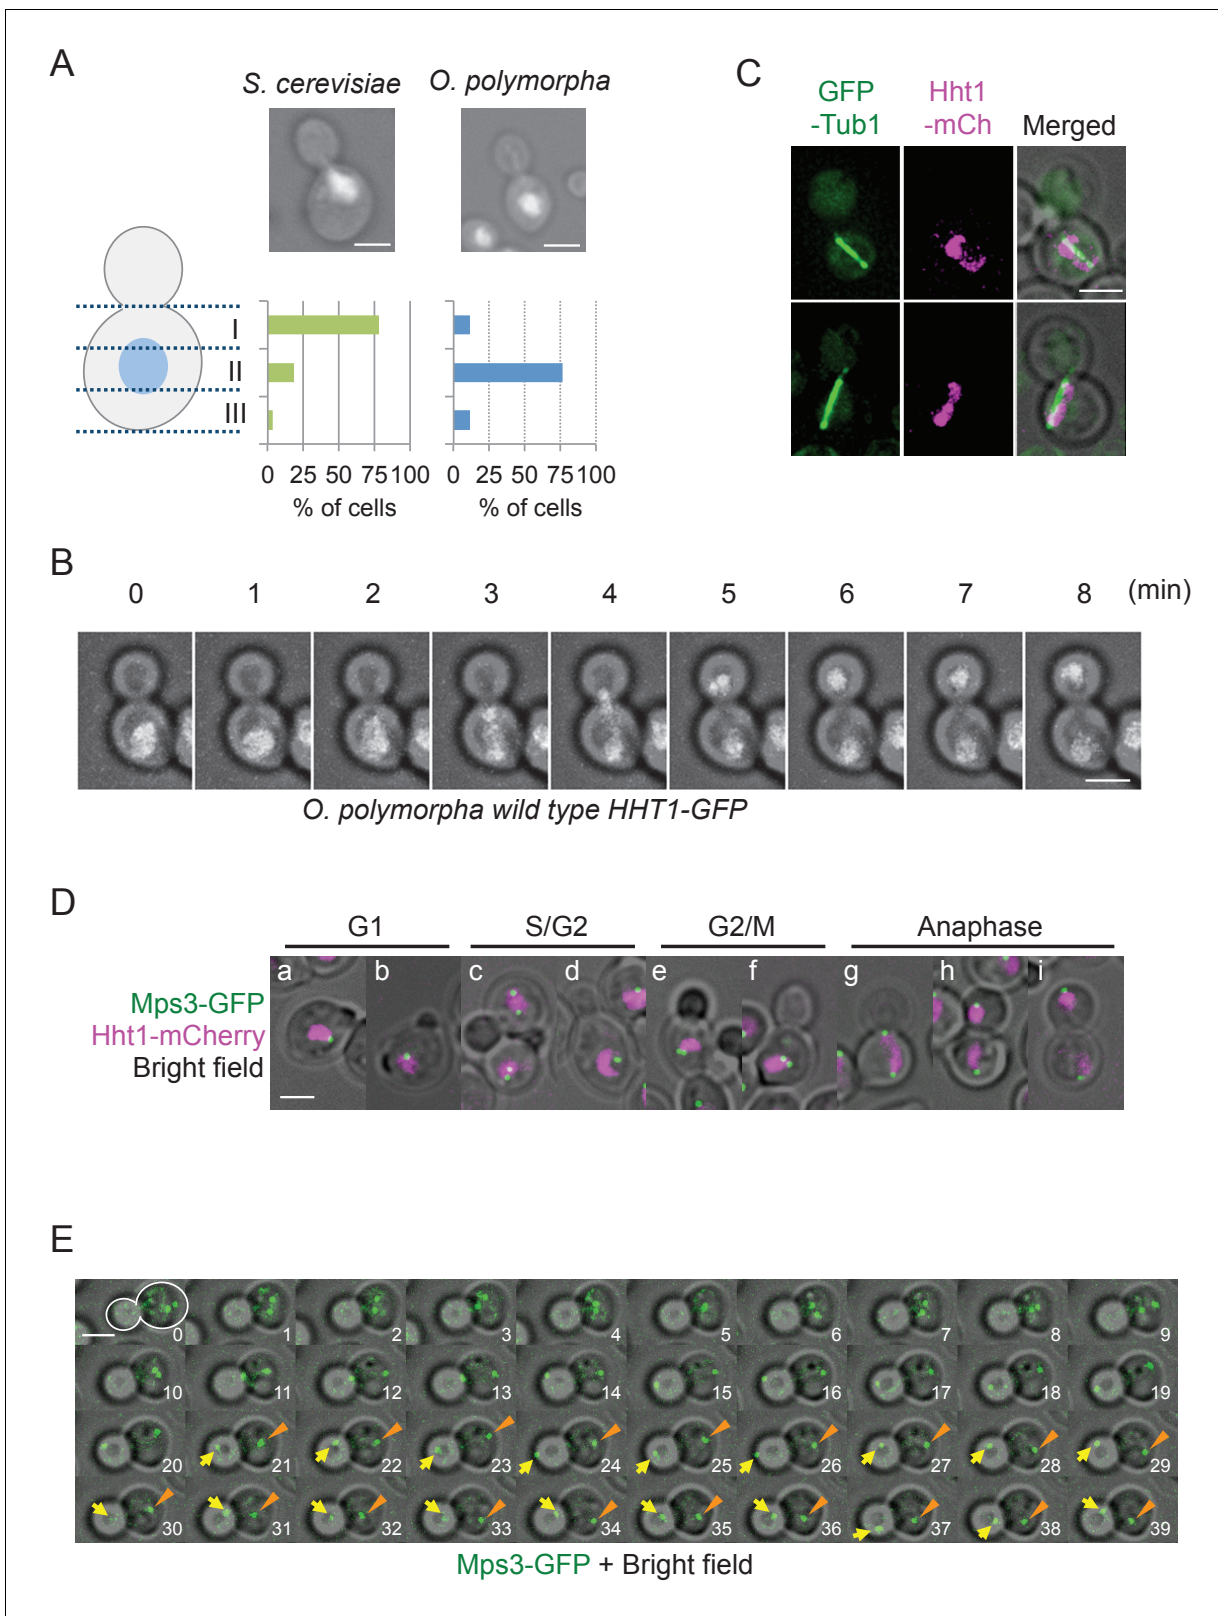 A
S. cerevisiae
O. polymorpha
I
II
III
0 25 50 75 100
% of cells
0 25 50 75 100
% of cells
C
GFP
-Tub1
Hht1
-mCh
Merged
B
0 1 2 3 4 5 6 7 8 (min)
O. polymorpha wild type HHT1-GFP
D
G1
S/G2
G2/M
Anaphase
a b c d e f g h i
Mps3-GFP
Hht1-mCherry
Bright field
E
0 1 2 3 4 5 6 7 8 9
10 11 12 13 14 15 16 17 18 19
20 21 22 23 24 25 26 27 28 29
30 31 32 33 34 35 36 37 38 39
Mps3-GFP + Bright field